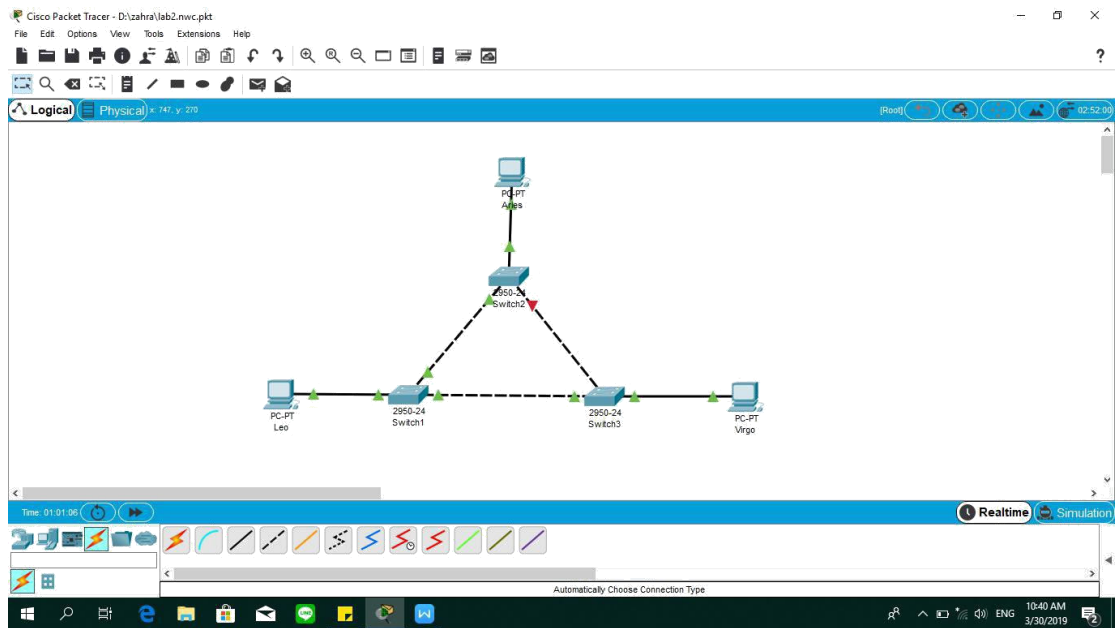 Cisco Packet Tracer - D:\zahra\lab2.nwc.pkt
File Edit Options View Tools Extensions Help
?
Logical Physical x: 747, y: 270 [Root] 02:52:00
PC-PT
Aries
2950-24
Switch2
PC-PT
Leo
2950-24
Switch1
2950-24
Switch3
PC-PT
Virgo
Time: 01:01:06 Realtime Simulation
Automatically Choose Connection Type
ENG 10:40 AM
3/30/2019 2